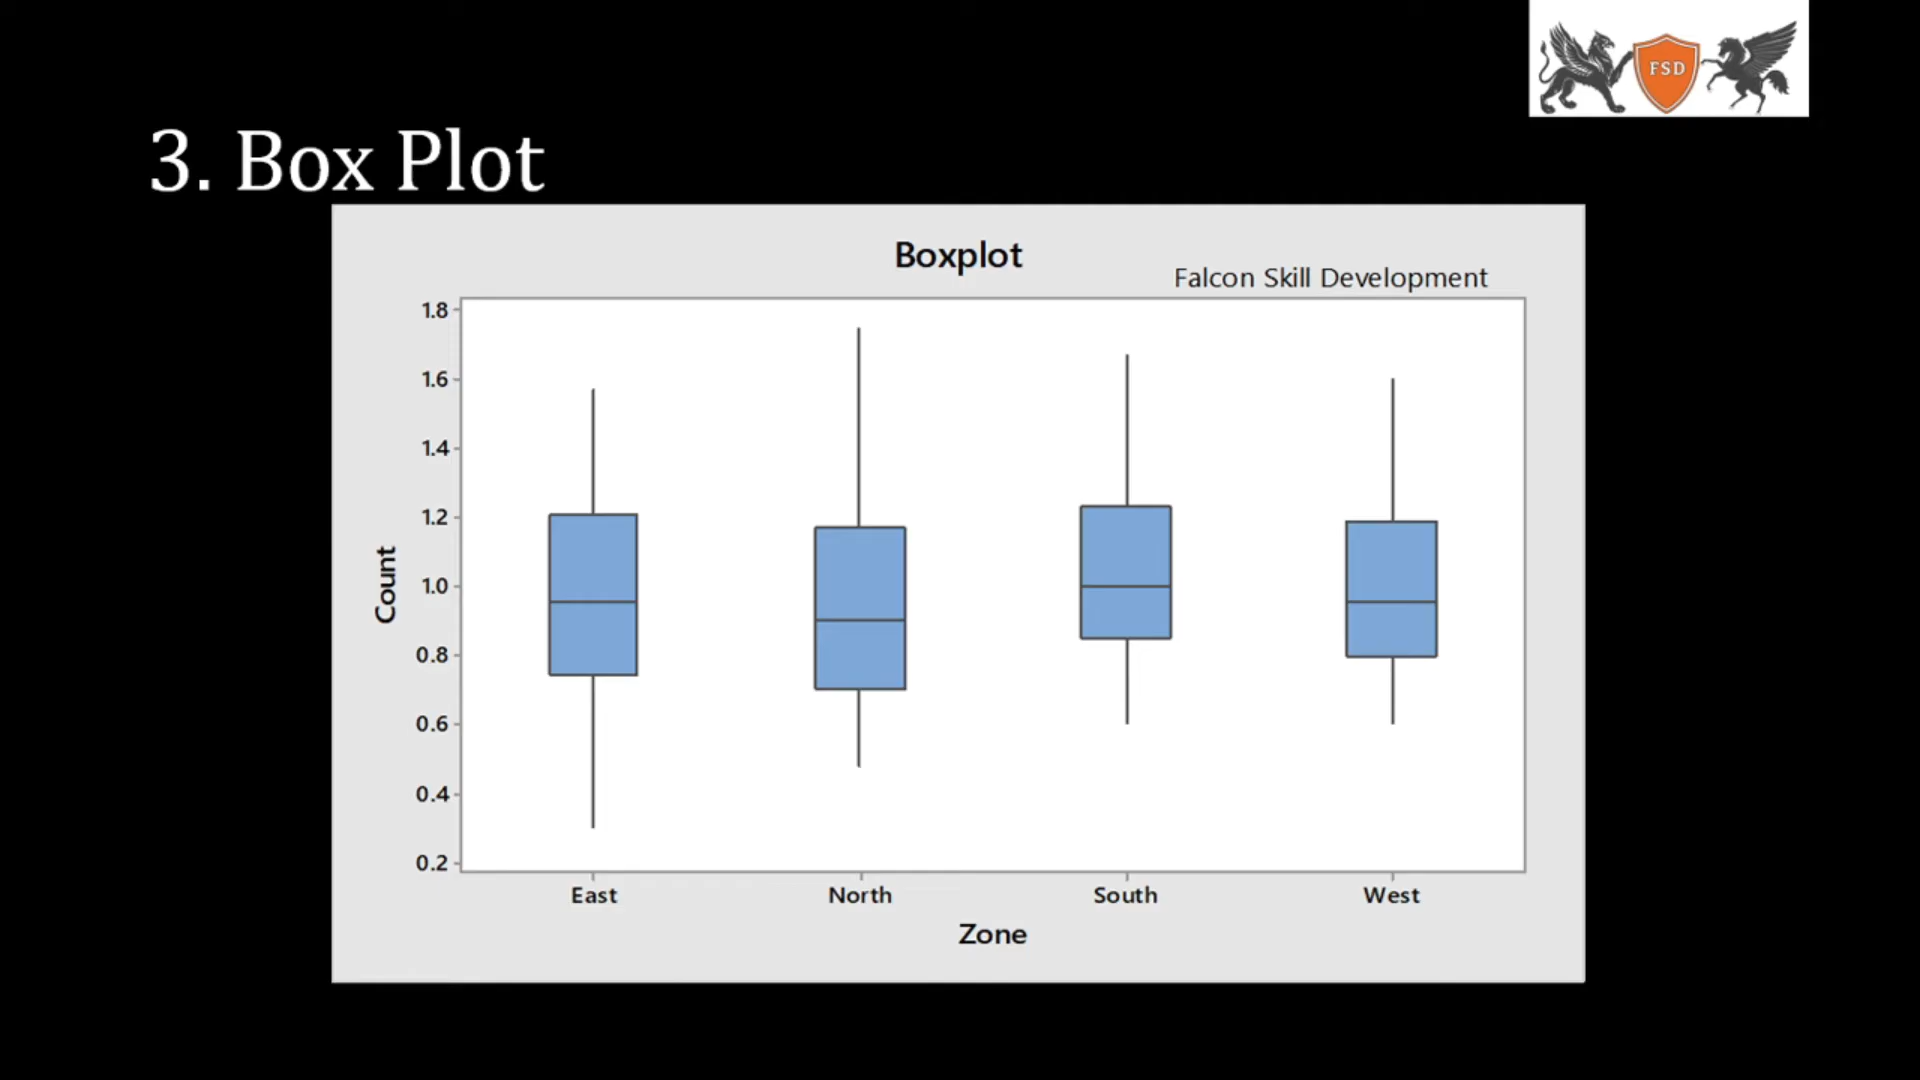 FSD
3. Box Plot
Boxplot
Falcon Skill Development
1.8
1.6
1.4
1.2
1.0
0.8
0.6
0.4
0.2
Count
East North South West
Zone